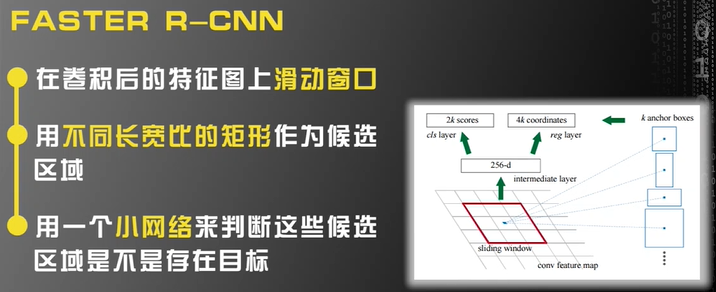 FASTER R-CNN
在卷积后的特征图上滑动窗口
用不同长宽比的矩形作为候选
区域
用一个小网络来判断这些候选
区域是不是存在目标
2k scores
4k coordinates
k anchor boxes
cls layer
reg layer
256-d
intermediate layer
sliding window
conv feature map